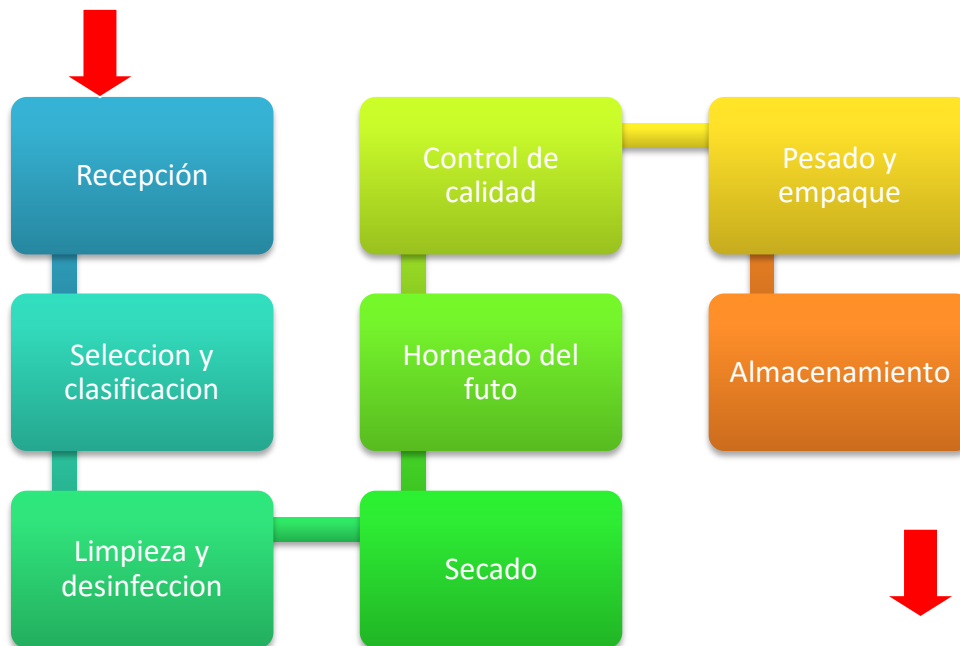 Recepción
Seleccion y
clasificacion
Limpieza y
desinfeccion
Secado
Horneado del
futo
Control de
calidad
Pesado y
empaque
Almacenamiento